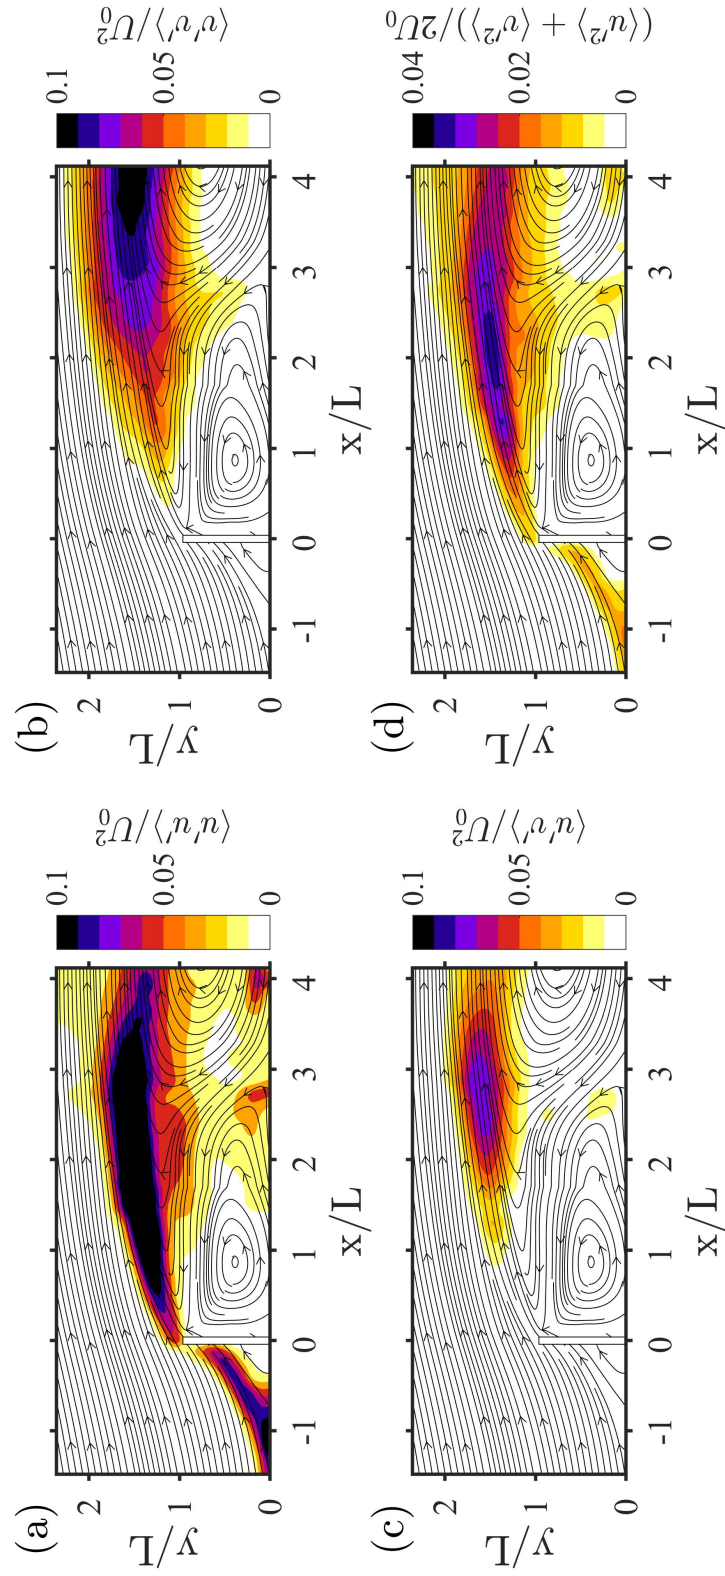 (a)
y/L
2
1
0
-1 0 1 2 3 4
x/L
0.1
0.05
0
⟨u′u′⟩/U₀²
(b)
y/L
2
1
0
-1 0 1 2 3 4
x/L
0.1
0.05
0
⟨v′v′⟩/U₀²
(c)
y/L
2
1
0
-1 0 1 2 3 4
x/L
0.1
0.05
0
⟨u′v′⟩/U₀²
(d)
y/L
2
1
0
-1 0 1 2 3 4
x/L
0.04
0.02
0
(⟨u′²⟩ + ⟨v′²⟩)/2U₀